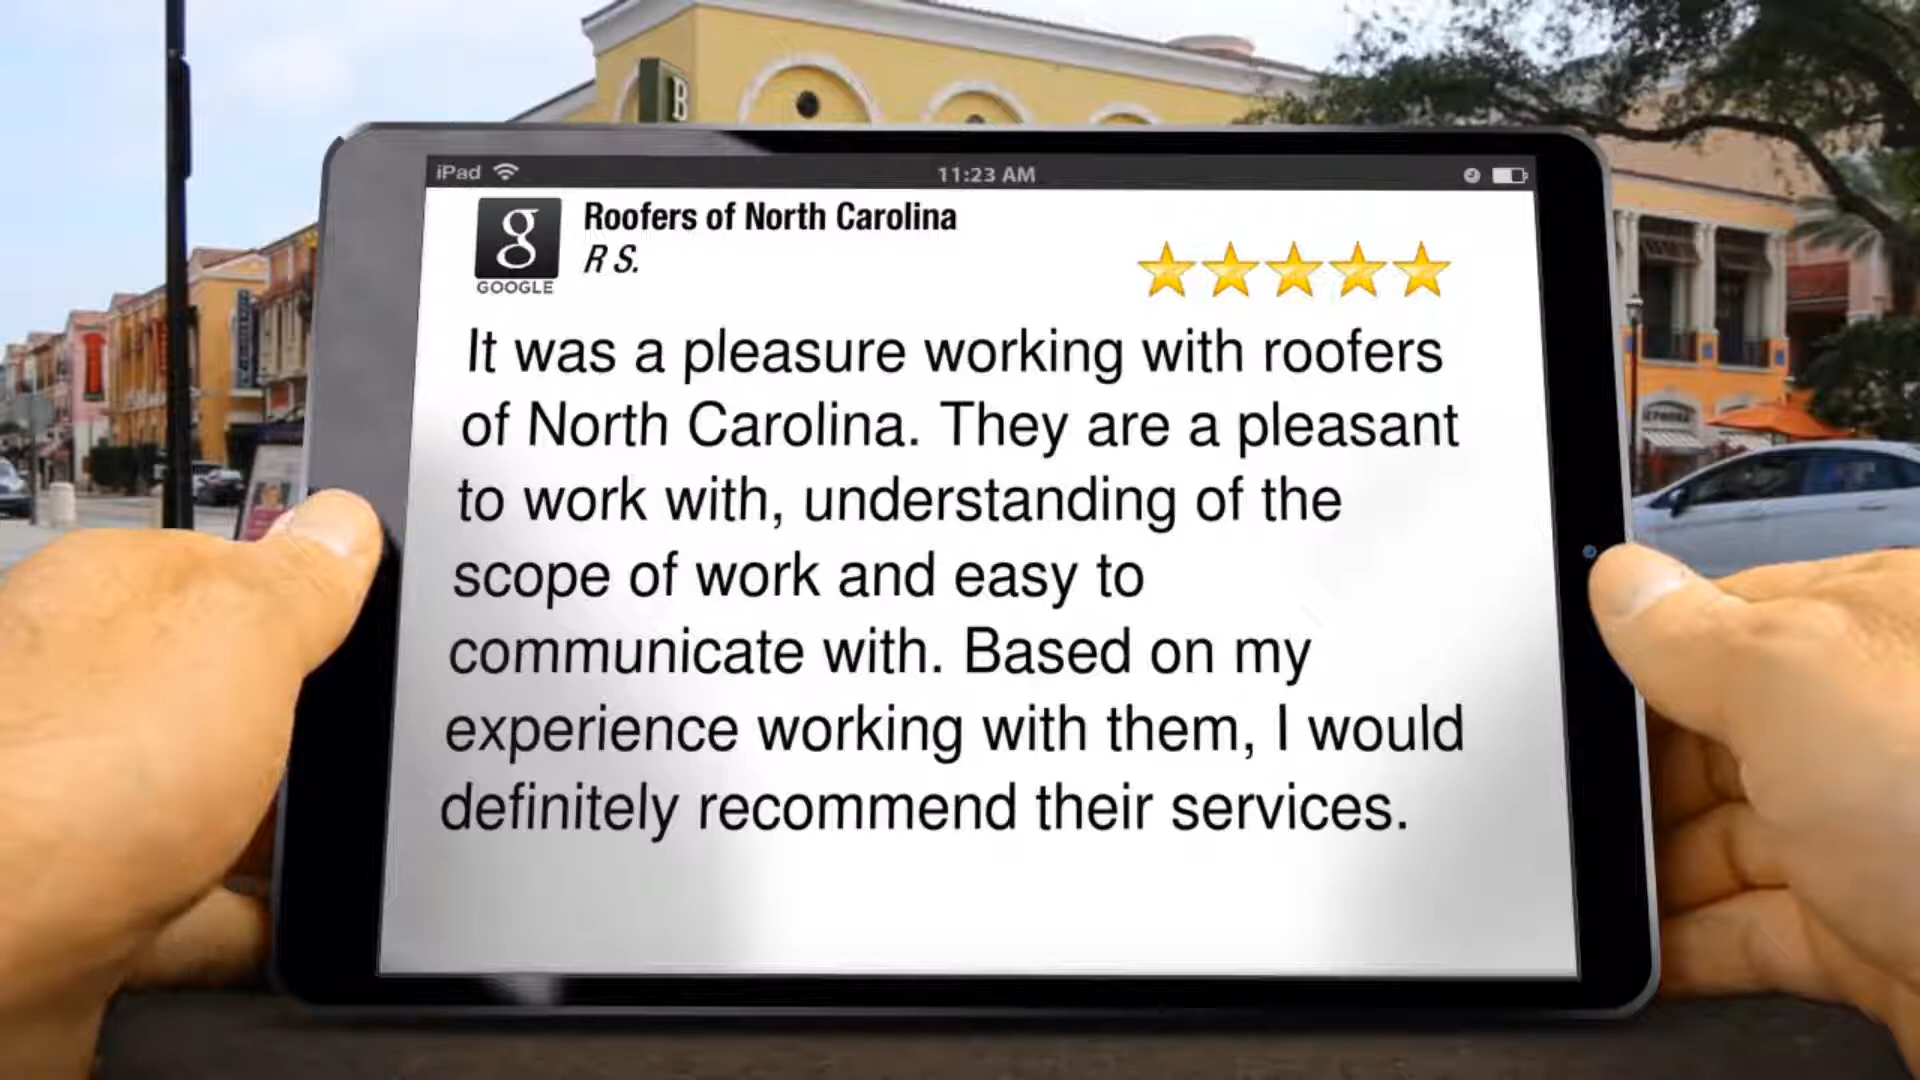 B
iPad
11:23 AM
g
GOOGLE
Roofers of North Carolina
R S.
It was a pleasure working with roofers
of North Carolina. They are a pleasant
to work with, understanding of the
scope of work and easy to
communicate with. Based on my
experience working with them, I would
definitely recommend their services.
SEPHORA